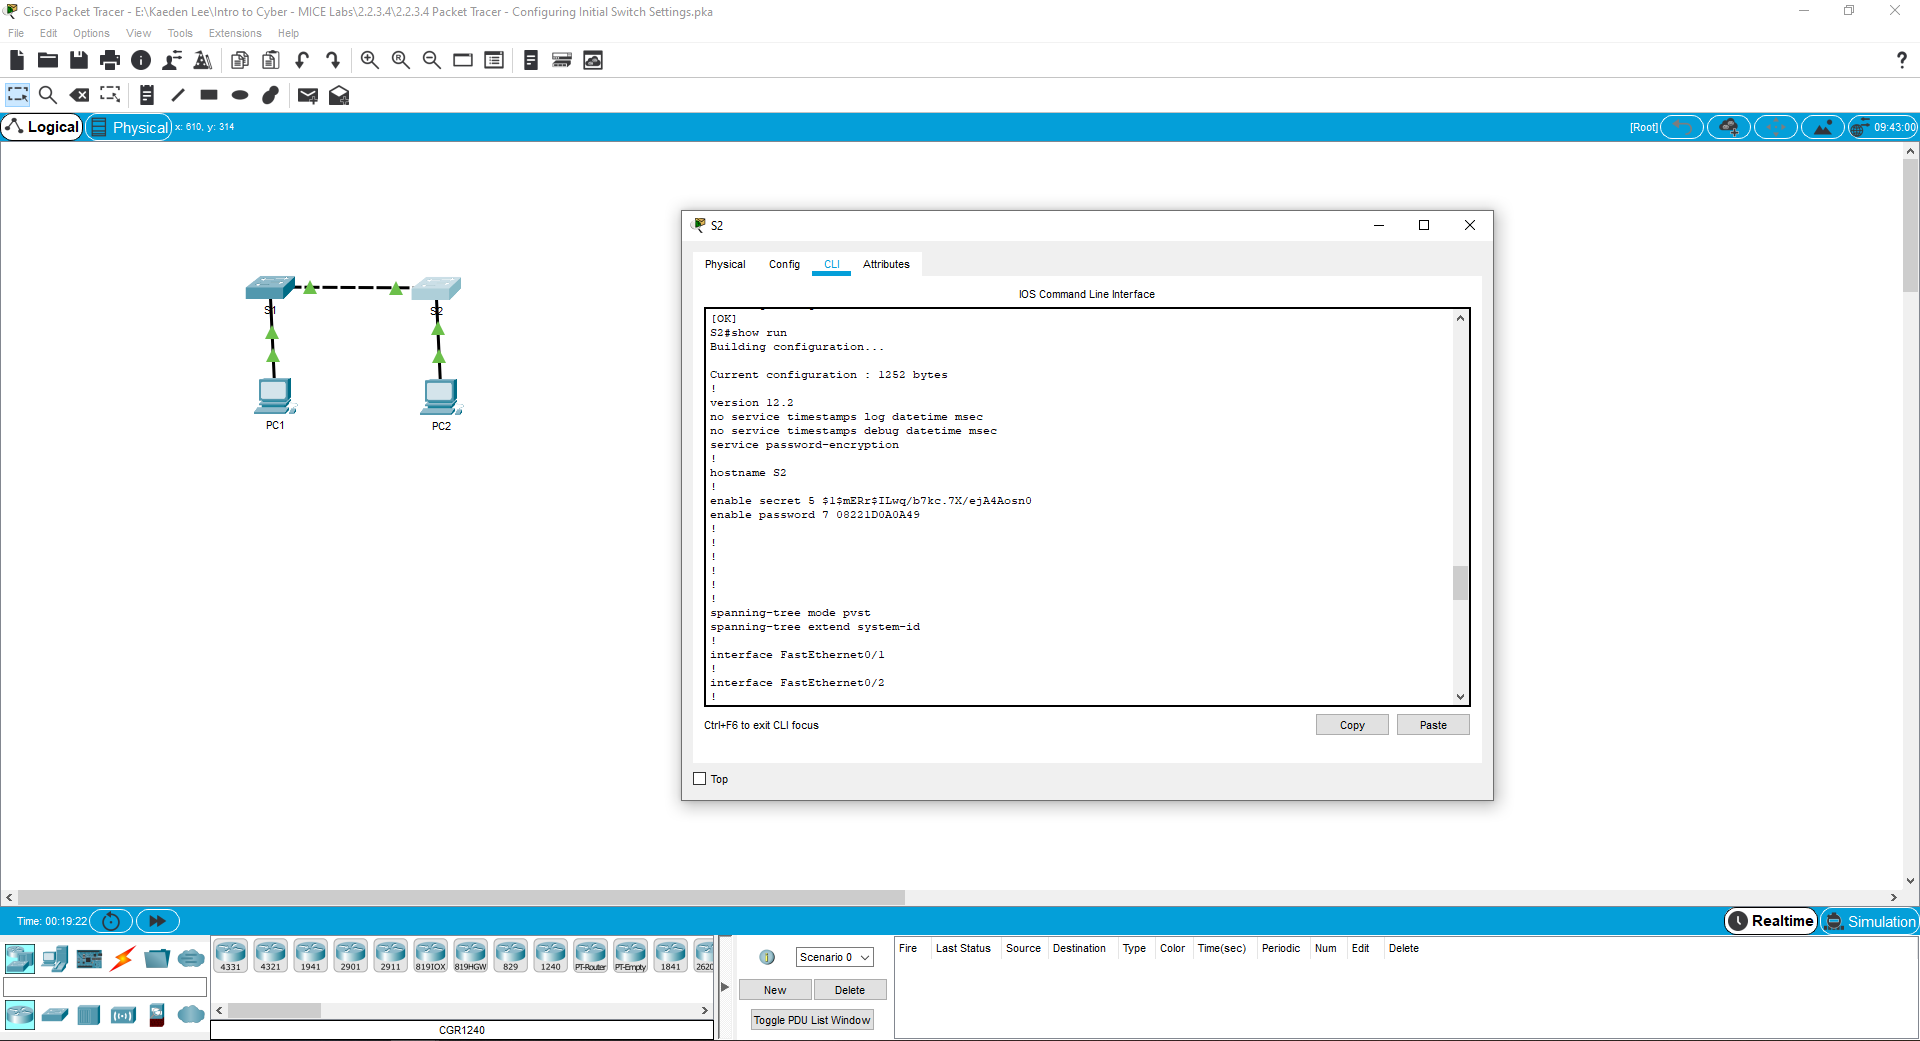 Cisco Packet Tracer - E:\Kaeden Lee\Intro to Cyber - MICE Labs\2.2.3.4\2.2.3.4 Packet Tracer - Configuring Initial Switch Settings.pka
File Edit Options View Tools Extensions Help
Logical Physical x: 610, y: 314
[Root] 09:43:00
S1
S2
PC1
PC2
S2
Physical Config CLI Attributes
IOS Command Line Interface
[OK]
S2#show run
Building configuration...
Current configuration : 1252 bytes
!
version 12.2
no service timestamps log datetime msec
no service timestamps debug datetime msec
service password-encryption
!
hostname S2
!
enable secret 5 $1$mERr$ILwq/b7kc.7X/ejA4Aosn0
enable password 7 08221D0A0A49
!
!
!
!
!
!
spanning-tree mode pvst
spanning-tree extend system-id
!
interface FastEthernet0/1
!
interface FastEthernet0/2
!
Ctrl+F6 to exit CLI focus
Copy Paste
Top
Time: 00:19:22
Realtime Simulation
4331 4321 1941 2901 2911 819IOX 819HGW 829 1240 PT-Router PT-Empty 1841 2620
CGR1240
Scenario 0
New Delete
Toggle PDU List Window
Fire Last Status Source Destination Type Color Time(sec) Periodic Num Edit Delete